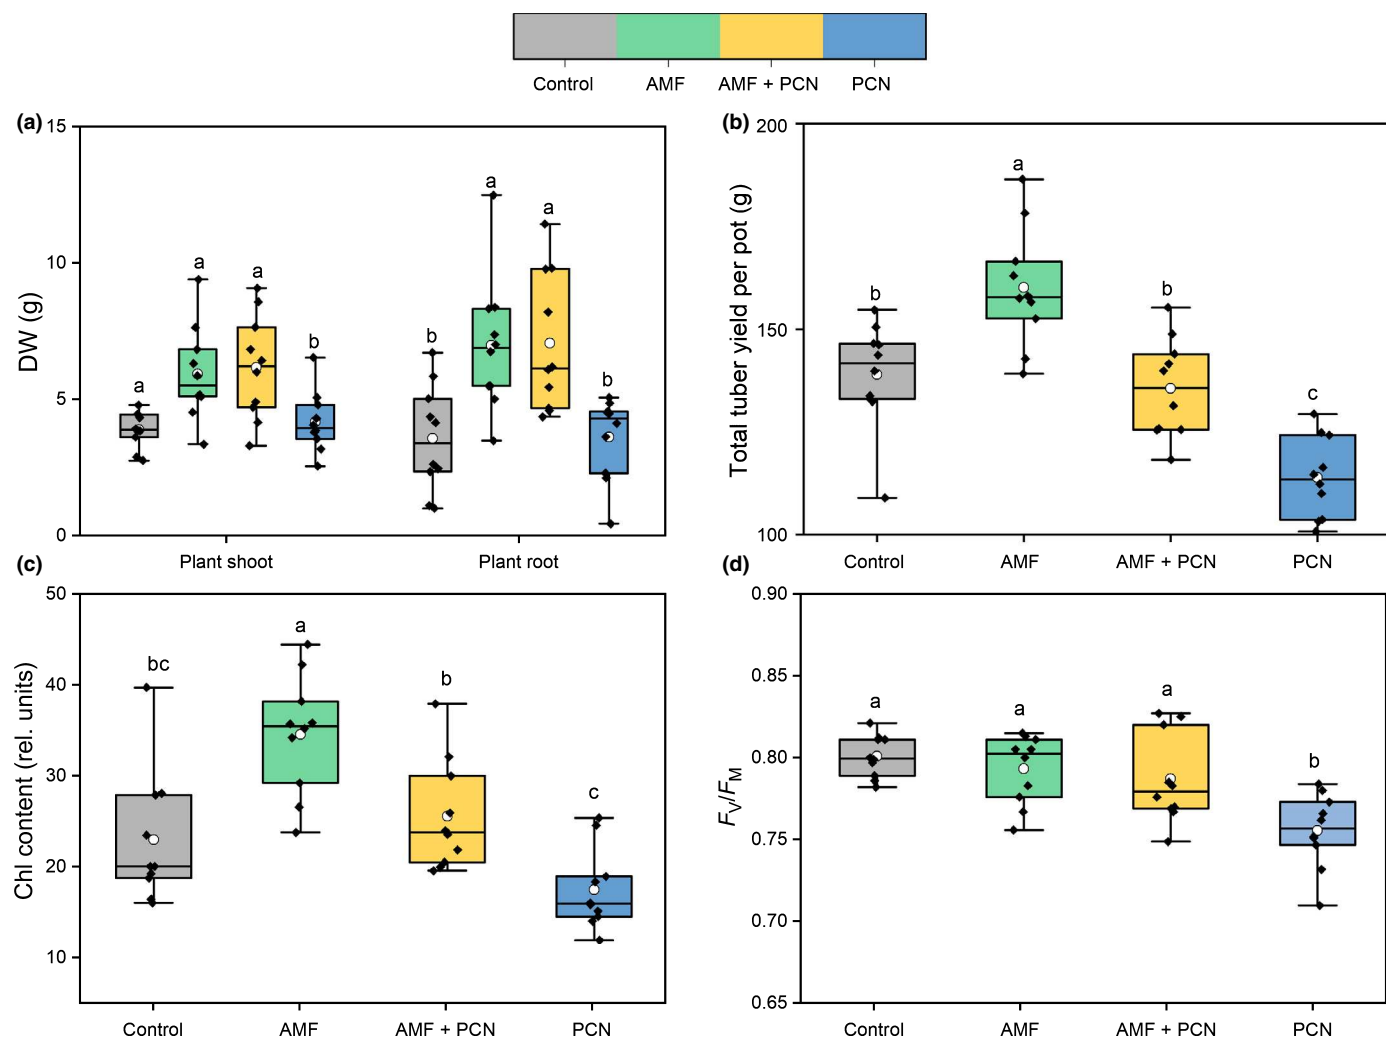 Control AMF AMF + PCN PCN
(a)
15
10
5
0
DW (g)
a a a b b a a b
Plant shoot Plant root
(b)
200
150
100
Total tuber yield per pot (g)
b a b c
Control AMF AMF + PCN PCN
(c)
50
40
30
20
10
Chl content (rel. units)
bc a b c
Control AMF AMF + PCN PCN
(d)
0.90
0.85
0.80
0.75
0.70
0.65
FV/FM
a a a b
Control AMF AMF + PCN PCN